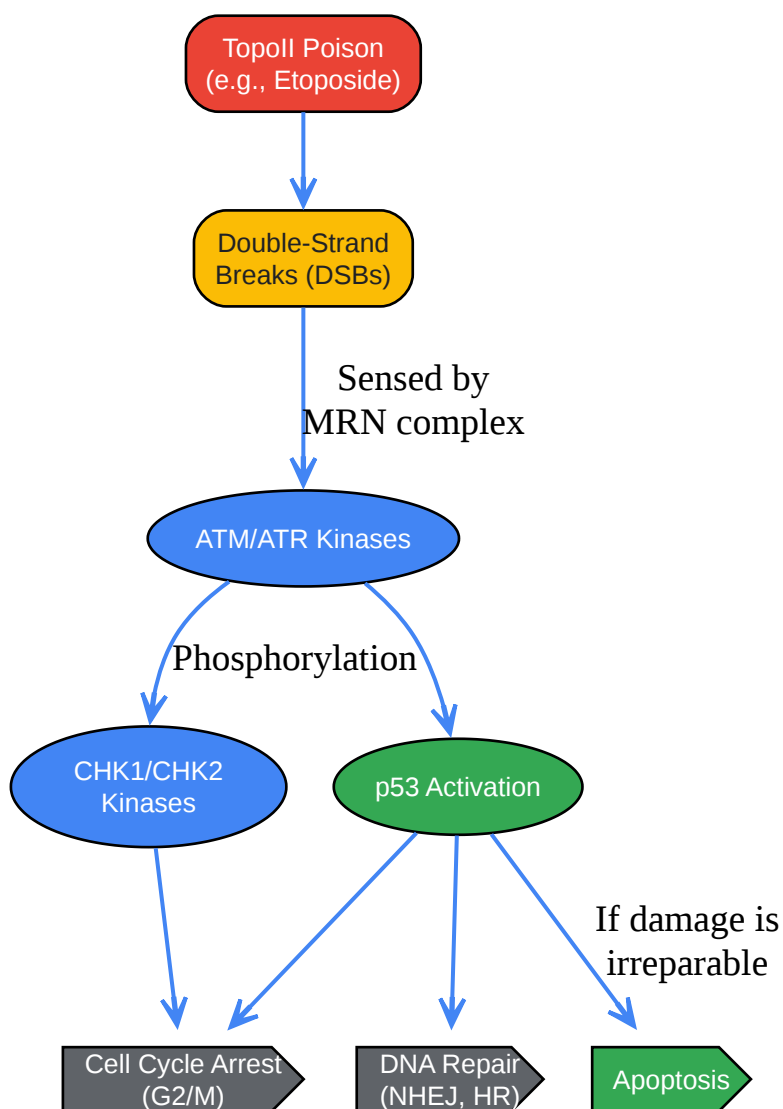 TopoII Poison
(e.g., Etoposide)
Double-Strand
Breaks (DSBs)
Sensed by
MRN complex
ATM/ATR Kinases
Phosphorylation
CHK1/CHK2
Kinases
p53 Activation
If damage is
irreparable
Cell Cycle Arrest
(G2/M)
DNA Repair
(NHEJ, HR)
Apoptosis